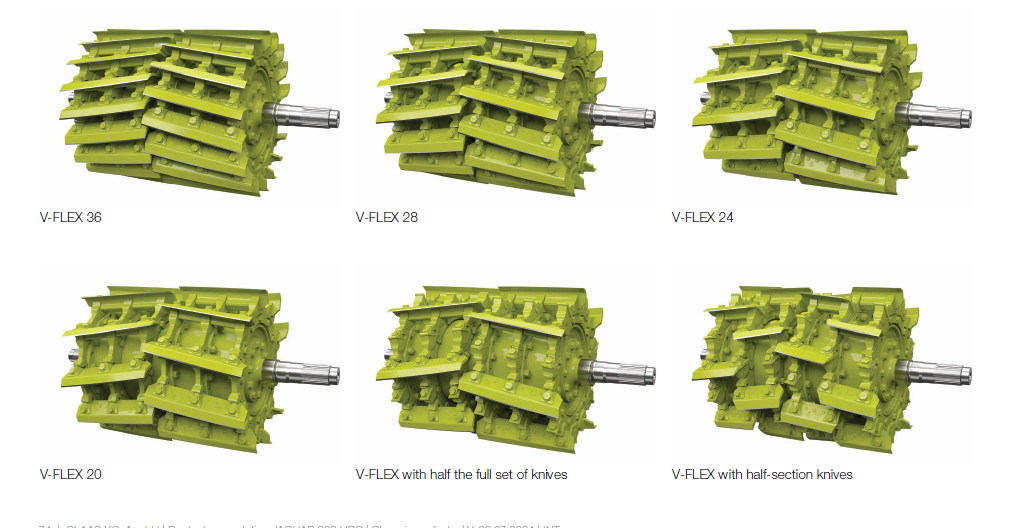 V-FLEX 36
V-FLEX 28
V-FLEX 24
V-FLEX 20
V-FLEX with half the full set of knives
V-FLEX with half-section knives